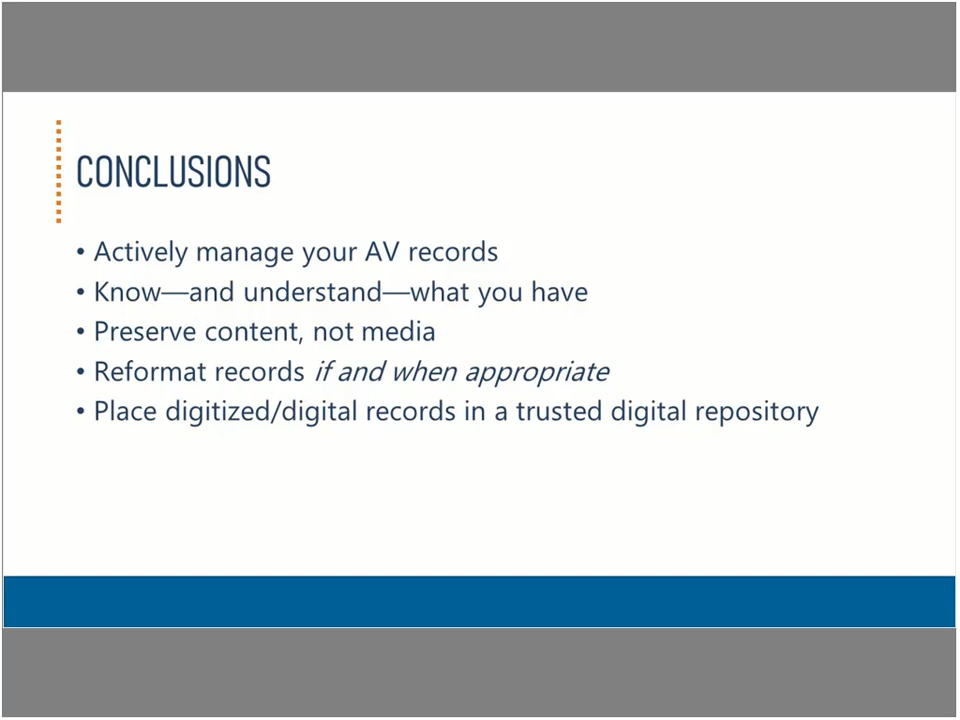 CONCLUSIONS
• Actively manage your AV records
• Know—and understand—what you have
• Preserve content, not media
• Reformat records if and when appropriate
• Place digitized/digital records in a trusted digital repository